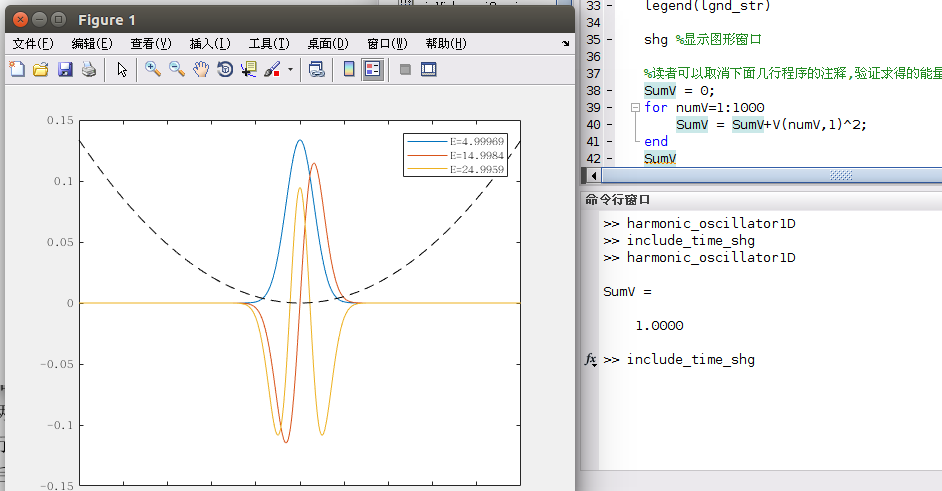 Figure 1
文件(F) 编辑(E) 查看(V) 插入(I) 工具(T) 桌面(D) 窗口(W) 帮助(H)
0.15
0.1
0.05
0
-0.05
-0.1
-0.15
E=4.99969
E=14.9984
E=24.9959
33 - legend(lgnd_str)
34
35 - shg %显示图形窗口
36
37 %读者可以取消下面几行程序的注释,验证求得的能量
38 - SumV = 0;
39 - for numV=1:1000
40 - SumV = SumV+V(numV,1)^2;
41 - end
42 - SumV
命令行窗口
>> harmonic_oscillator1D
>> include_time_shg
>> harmonic_oscillator1D
SumV =
1.0000
fx >> include_time_shg